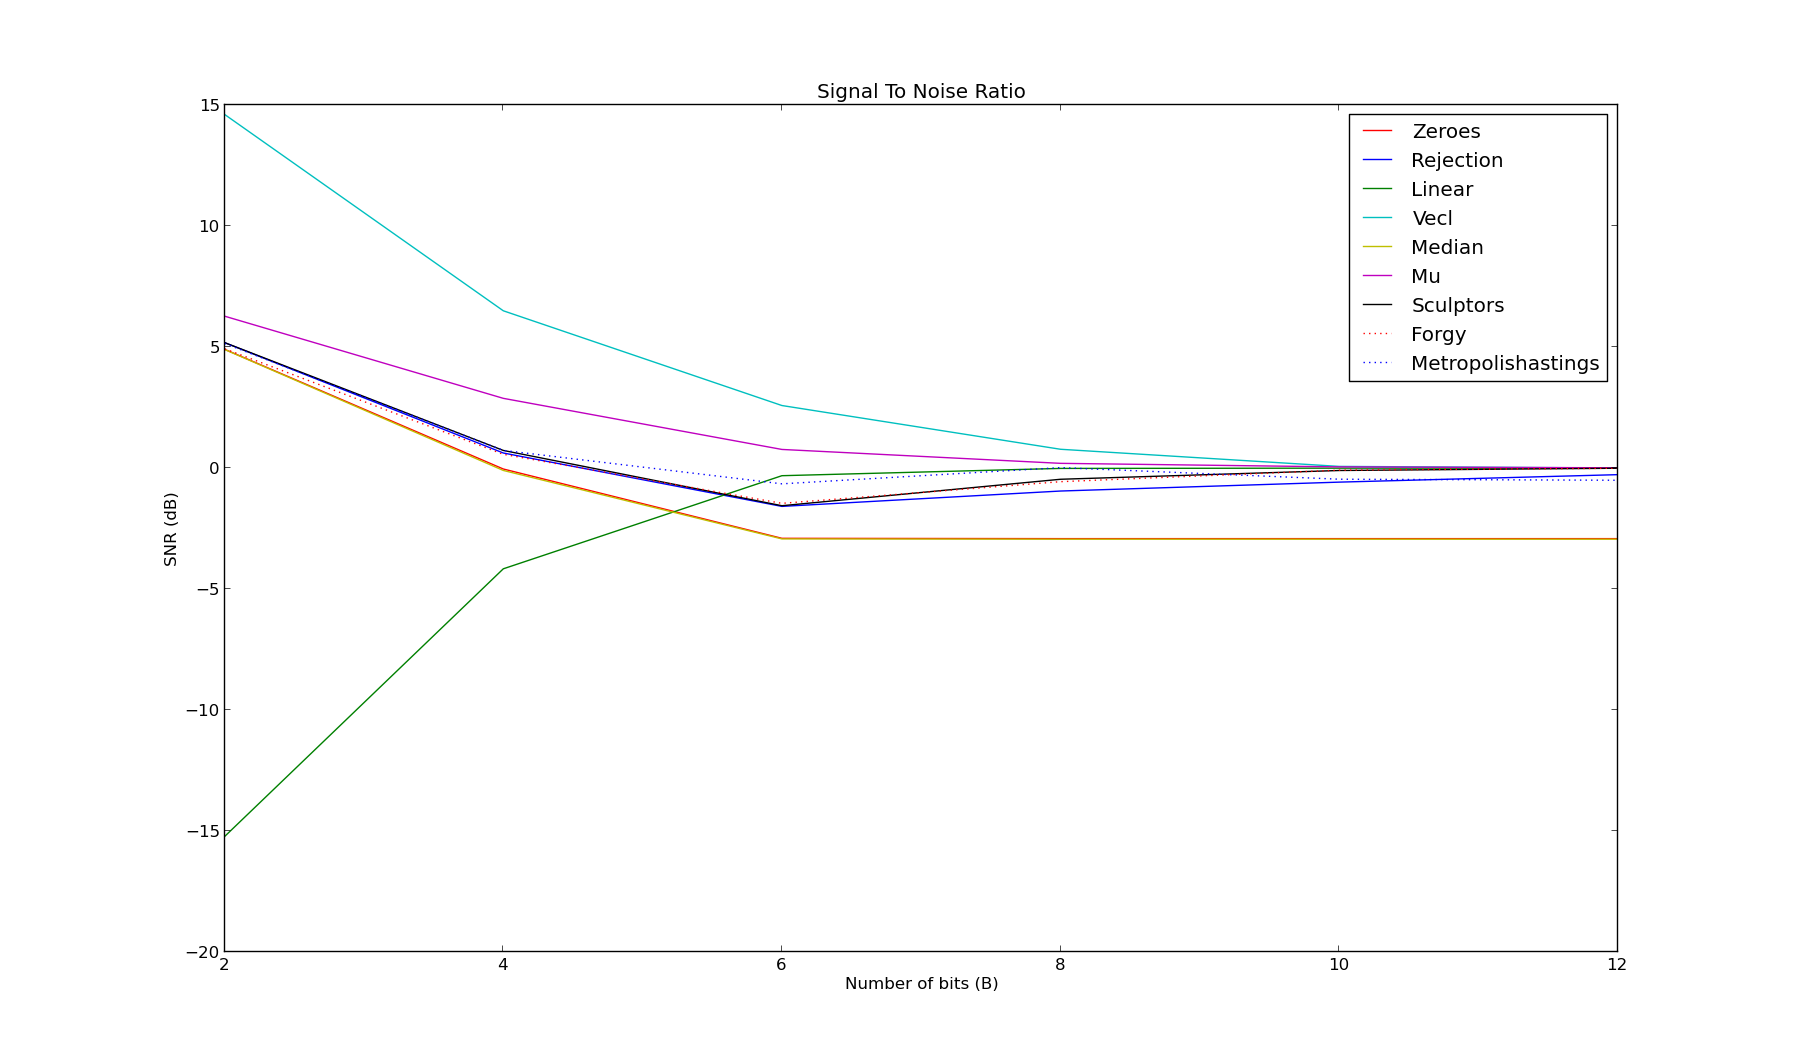 Signal To Noise Ratio
15
10
5
0
−5
−10
−15
−20
SNR (dB)
2 4 6 8 10 12
Number of bits (B)
Zeroes
Rejection
Linear
Vecl
Median
Mu
Sculptors
Forgy
Metropolishastings